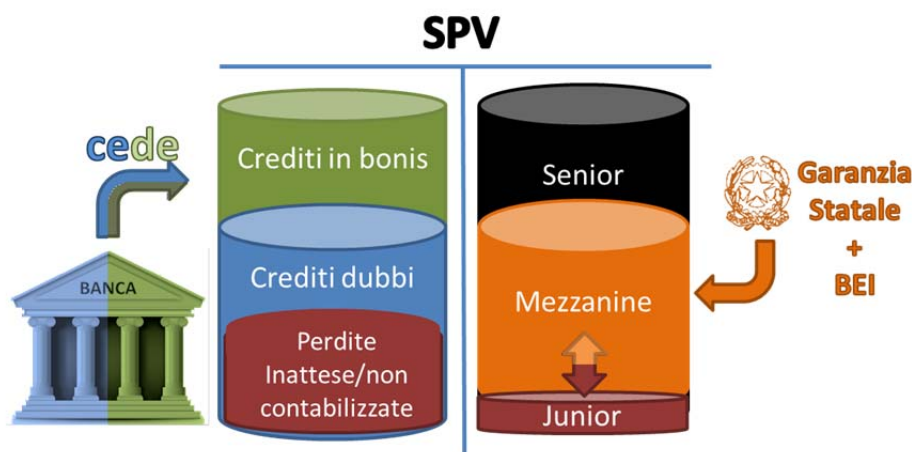 SPV
cede
BANCA
Crediti in bonis
Crediti dubbi
Perdite
Inattese/non
contabilizzate
Senior
Mezzanine
Junior
Garanzia
Statale
+
BEI